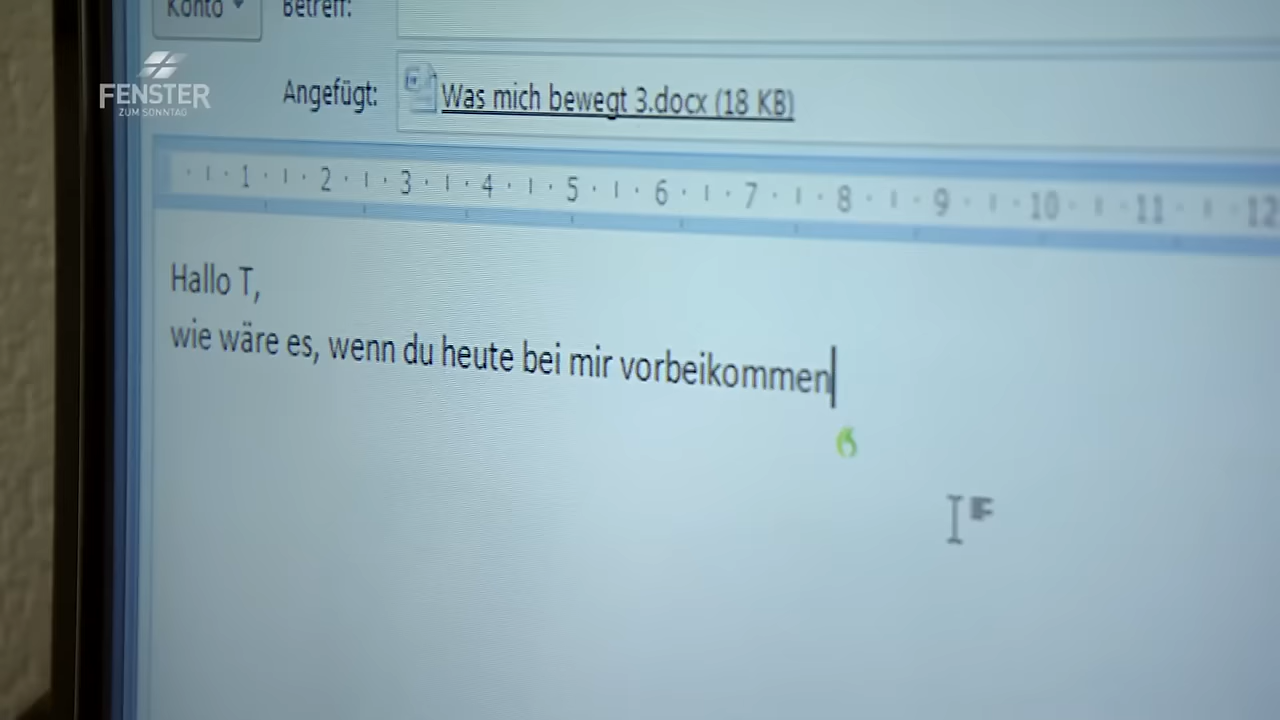 Konto
Betreff:
FENSTER
ZUM SONNTAG
Angefügt:
Was mich bewegt 3.docx (18 KB)
1 2 3 4 5 6 7 8 9 10 11 12
Hallo T,
wie wäre es, wenn du heute bei mir vorbeikommen